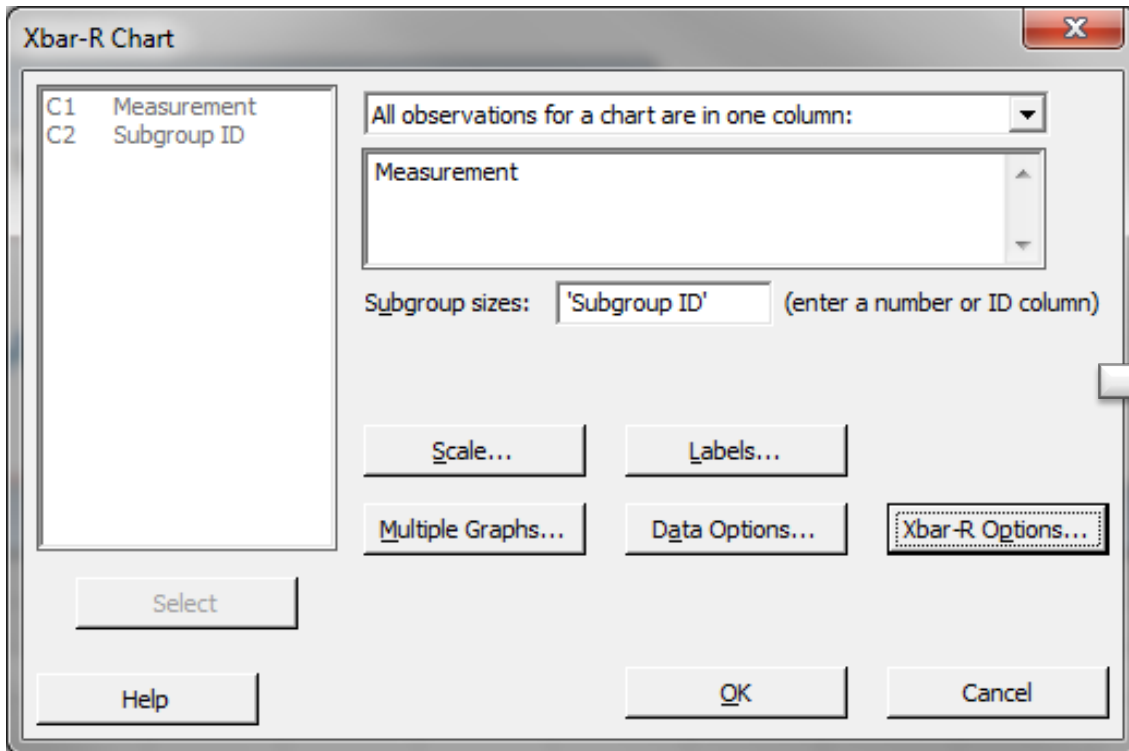 Xbar-R Chart
C1 Measurement
C2 Subgroup ID
All observations for a chart are in one column:
Measurement
Subgroup sizes: 'Subgroup ID' (enter a number or ID column)
Scale... Labels...
Multiple Graphs... Data Options... Xbar-R Options...
Select
Help OK Cancel